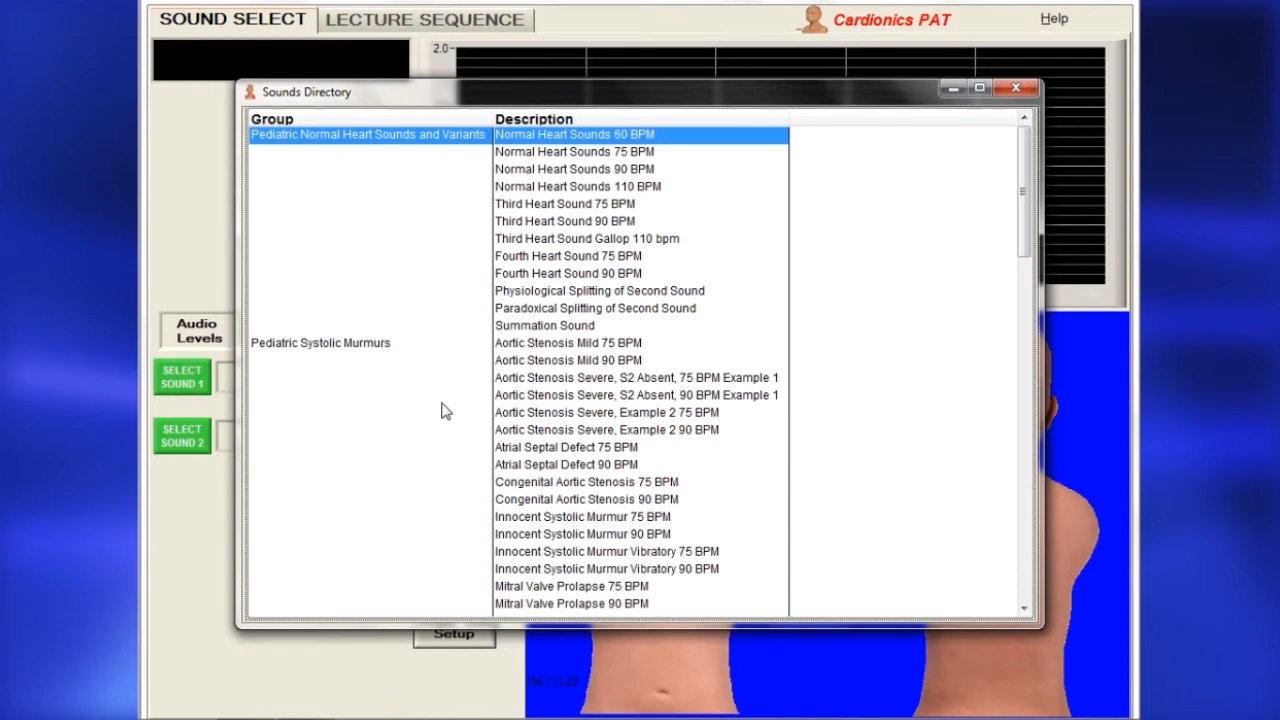 SOUND SELECT LECTURE SEQUENCE Cardionics PAT Help
2.0
Sounds Directory
Group Description
Pediatric Normal Heart Sounds and Variants Normal Heart Sounds 60 BPM
Normal Heart Sounds 75 BPM
Normal Heart Sounds 90 BPM
Normal Heart Sounds 110 BPM
Third Heart Sound 75 BPM
Third Heart Sound 90 BPM
Third Heart Sound Gallop 110 bpm
Fourth Heart Sound 75 BPM
Fourth Heart Sound 90 BPM
Physiological Splitting of Second Sound
Paradoxical Splitting of Second Sound
Summation Sound
Pediatric Systolic Murmurs Aortic Stenosis Mild 75 BPM
Aortic Stenosis Mild 90 BPM
Aortic Stenosis Severe, S2 Absent, 75 BPM Example 1
Aortic Stenosis Severe, S2 Absent, 90 BPM Example 1
Aortic Stenosis Severe, Example 2 75 BPM
Aortic Stenosis Severe, Example 2 90 BPM
Atrial Septal Defect 75 BPM
Atrial Septal Defect 90 BPM
Congenital Aortic Stenosis 75 BPM
Congenital Aortic Stenosis 90 BPM
Innocent Systolic Murmur 75 BPM
Innocent Systolic Murmur 90 BPM
Innocent Systolic Murmur Vibratory 75 BPM
Innocent Systolic Murmur Vibratory 90 BPM
Mitral Valve Prolapse 75 BPM
Mitral Valve Prolapse 90 BPM
Audio
Levels
SELECT
SOUND 1
SELECT
SOUND 2
Setup